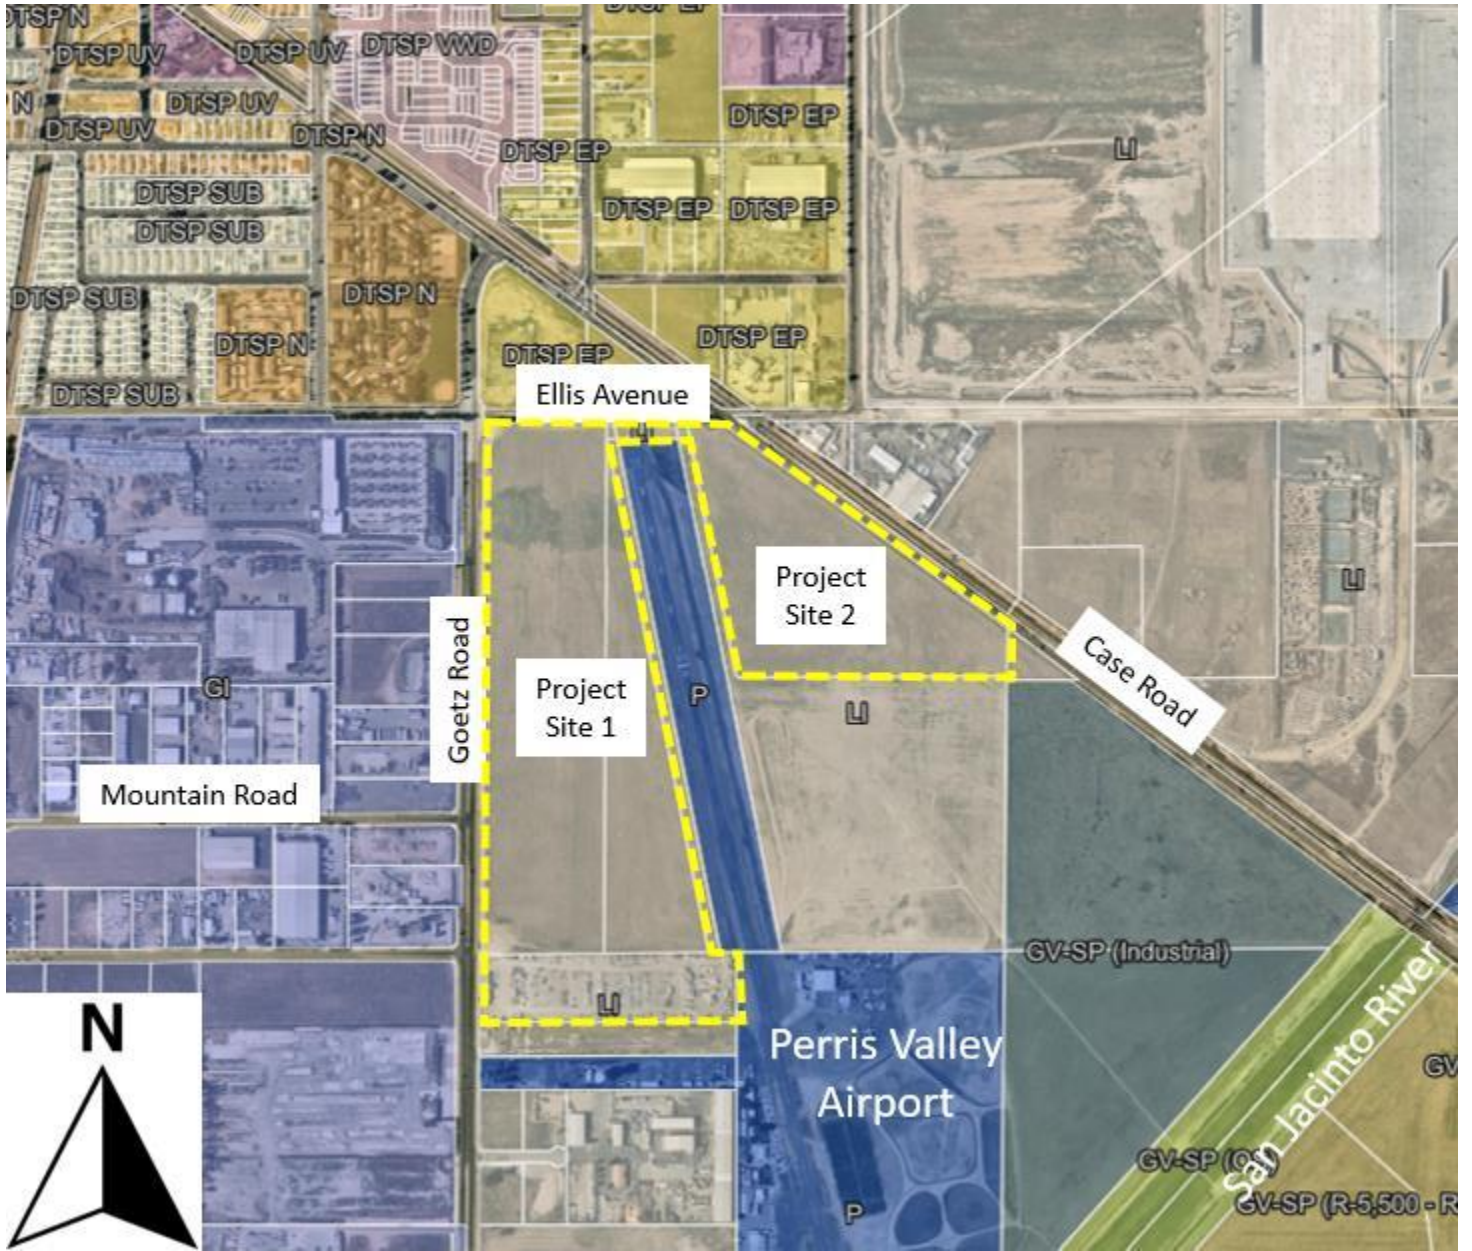 DTSP N
DTSP EP
DTSP UV
DTSP UV
DTSP VWD
N
DTSP UV
DTSP EP
DTSP UV
DTSP N
DTSP EP
LI
DTSP SUB
DTSP EP
DTSP EP
DTSP SUB
DTSP SUB
DTSP N
DTSP N
DTSP EP
DTSP EP
DTSP SUB
Ellis Avenue
LI
Project
Site 2
LI
Goetz Road
Case Road
GI
Project
Site 1
P
LI
Mountain Road
GV-SP (Industrial)
LI
N
Perris Valley
Airport
San Jacinto River
GV
GV-SP
GV-SP (R-5,500 - R
P